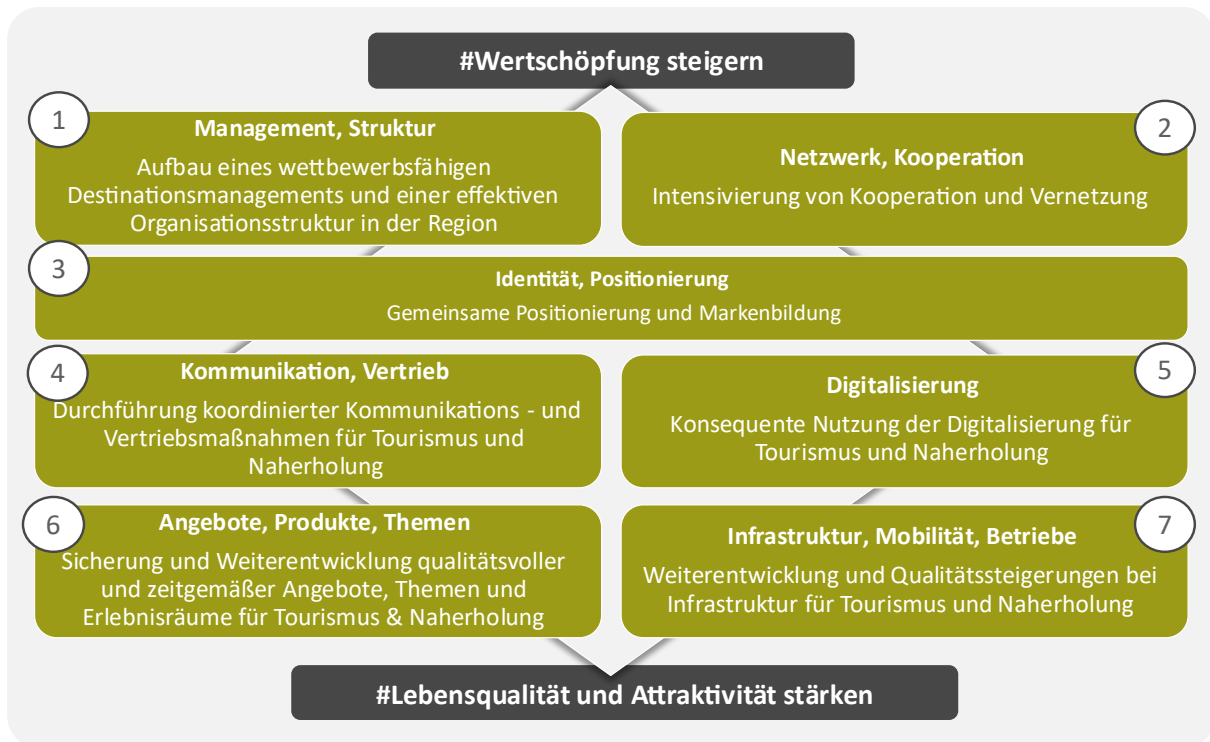 #Wertschöpfung steigern
1
Management, Struktur
Aufbau eines wettbewerbsfähigen
Destinationsmanagements und einer effektiven
Organisationsstruktur in der Region
2
Netzwerk, Kooperation
Intensivierung von Kooperation und Vernetzung
3
Identität, Positionierung
Gemeinsame Positionierung und Markenbildung
4
Kommunikation, Vertrieb
Durchführung koordinierter Kommunikations - und
Vertriebsmaßnahmen für Tourismus und
Naherholung
5
Digitalisierung
Konsequente Nutzung der Digitalisierung für
Tourismus und Naherholung
6
Angebote, Produkte, Themen
Sicherung und Weiterentwicklung qualitätsvoller
und zeitgemäßer Angebote, Themen und
Erlebnisräume für Tourismus & Naherholung
7
Infrastruktur, Mobilität, Betriebe
Weiterentwicklung und Qualitätssteigerungen bei
Infrastruktur für Tourismus und Naherholung
#Lebensqualität und Attraktivität stärken